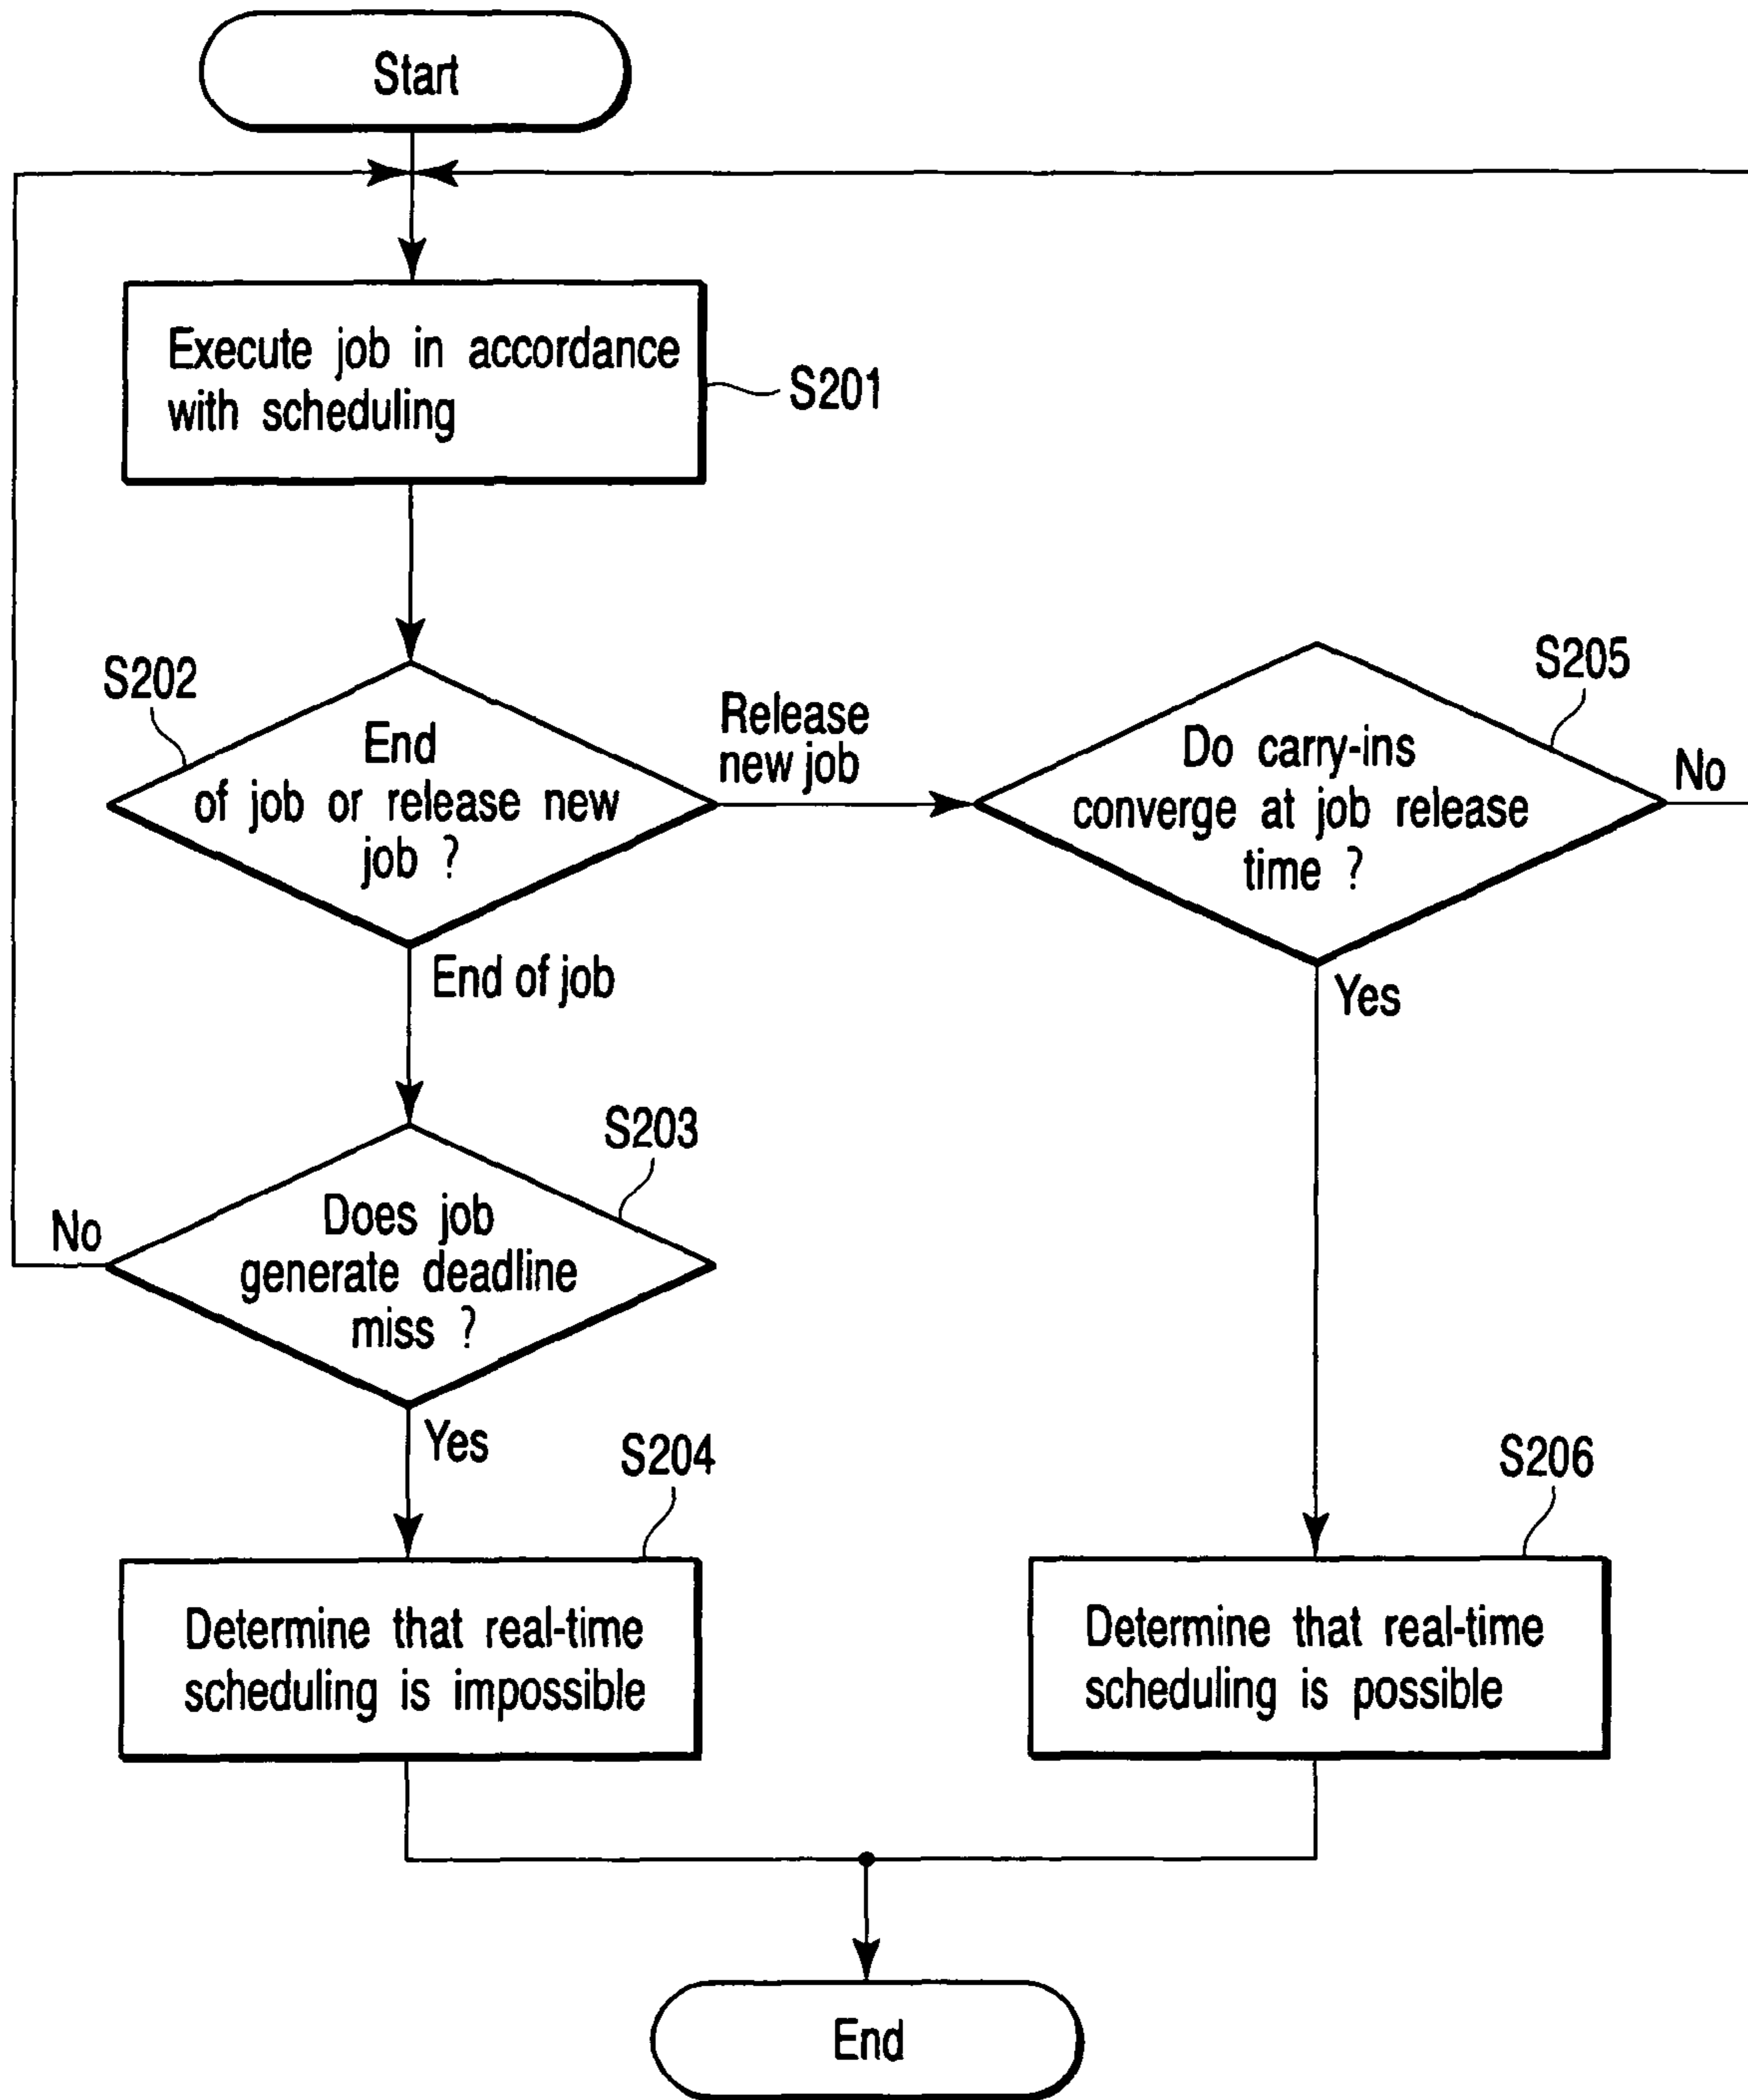 Start
Execute job in accordance
with scheduling
S201
S202
End
of job or release new
job ?
Release
new job
S205
Do carry-ins
converge at job release
time ?
No
End of job
Yes
S203
Does job
generate deadline
miss ?
No
Yes
S204
Determine that real-time
scheduling is impossible
S206
Determine that real-time
scheduling is possible
End